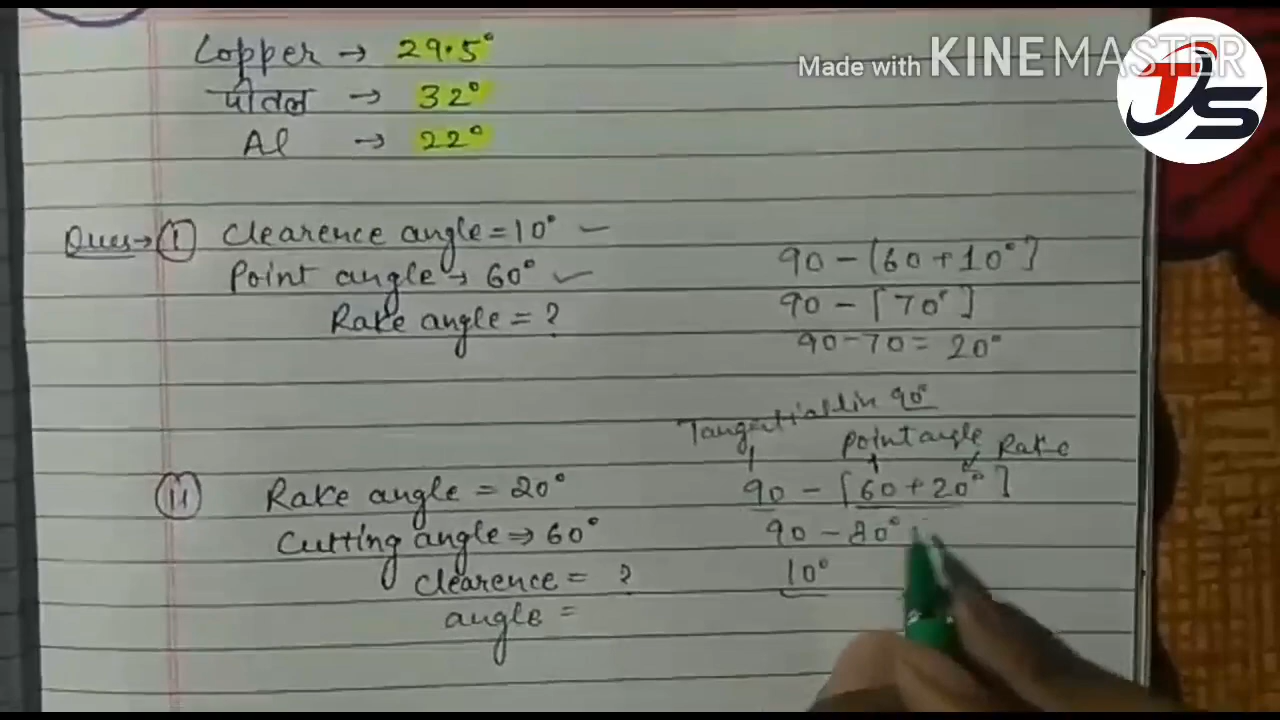 Copper → 29.5°
पीतल → 32°
Al → 22°
Made with KINEMASTER
TJS
Ques→ (I) Clearence angle = 10°
Point angle → 60°
Rake angle = ?
90 - [60 + 10°]
90 - [70°]
90 - 70 = 20°
(II) Rake angle = 20°
Cutting angle ⇒ 60°
Clearence = ?
angle =
90°
Point angle Rake
90 - [60 + 20°]
90 - 80°
10°